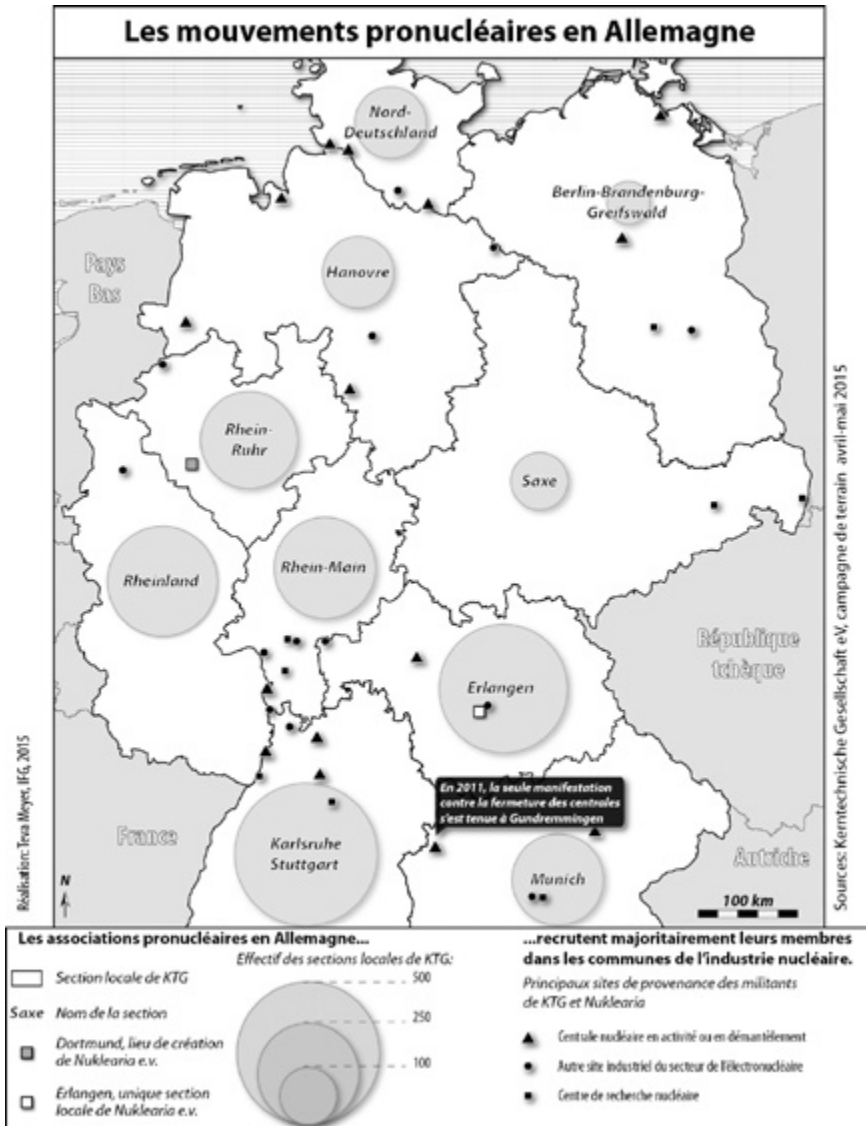 Les mouvements pronucléaires en Allemagne
Nord-
Deutschland
Berlin-Brandenburg-
Greifswald
Pays
Bas
Hanovre
Rhein-
Ruhr
Saxe
Rheinland
Rhein-Main
République
tchèque
Erlangen
En 2011, la seule manifestation
contre la fermeture des centrales
s'est tenue à Gundremmingen
France
Karlsruhe
Stuttgart
Munich
Autriche
N
100 km
Réalisation: Teva Meyer, IFG, 2015
Sources: Kerntechnische Gesellschaft eV, campagne de terrain avril-mai 2015
Les associations pronucléaires en Allemagne...
Section locale de KTG
Saxe Nom de la section
Dortmund, lieu de création
de Nuklearia e.v.
Erlangen, unique section
locale de Nuklearia e.v.
Effectif des sections locales de KTG:
500
250
100
...recrutent majoritairement leurs membres
dans les communes de l'industrie nucléaire.
Principaux sites de provenance des militants
de KTG et Nuklearia
Centrale nucléaire en activité ou en démantèlement
Autre site industriel du secteur de l'électronucléaire
Centre de recherche nucléaire